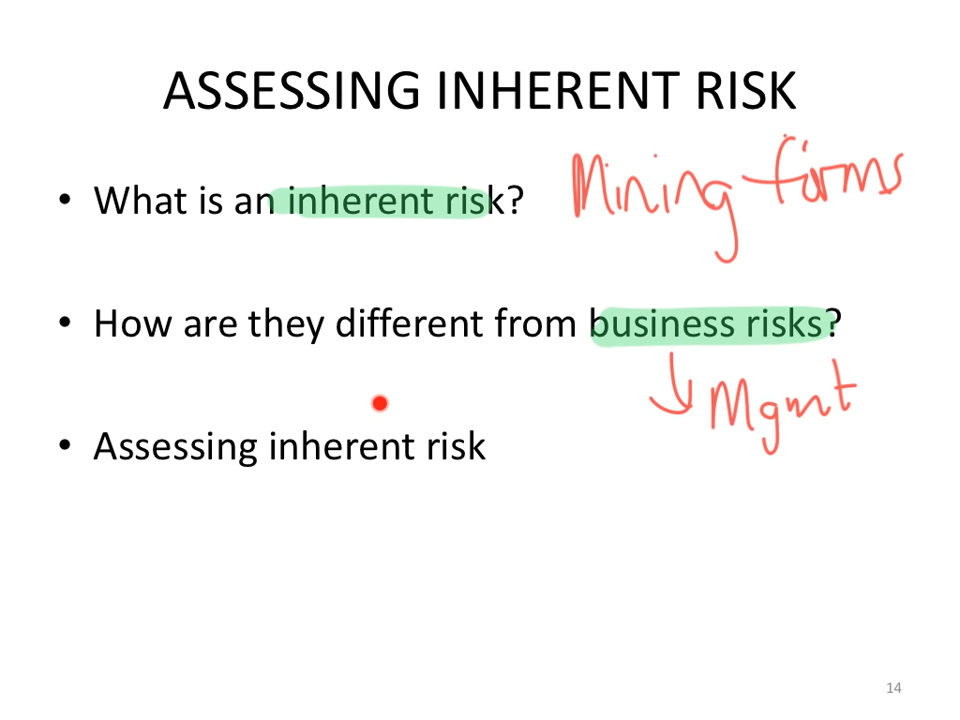 ASSESSING INHERENT RISK
• What is an inherent risk?
Mining firms
• How are they different from business risks?
Mgmt
• Assessing inherent risk
14